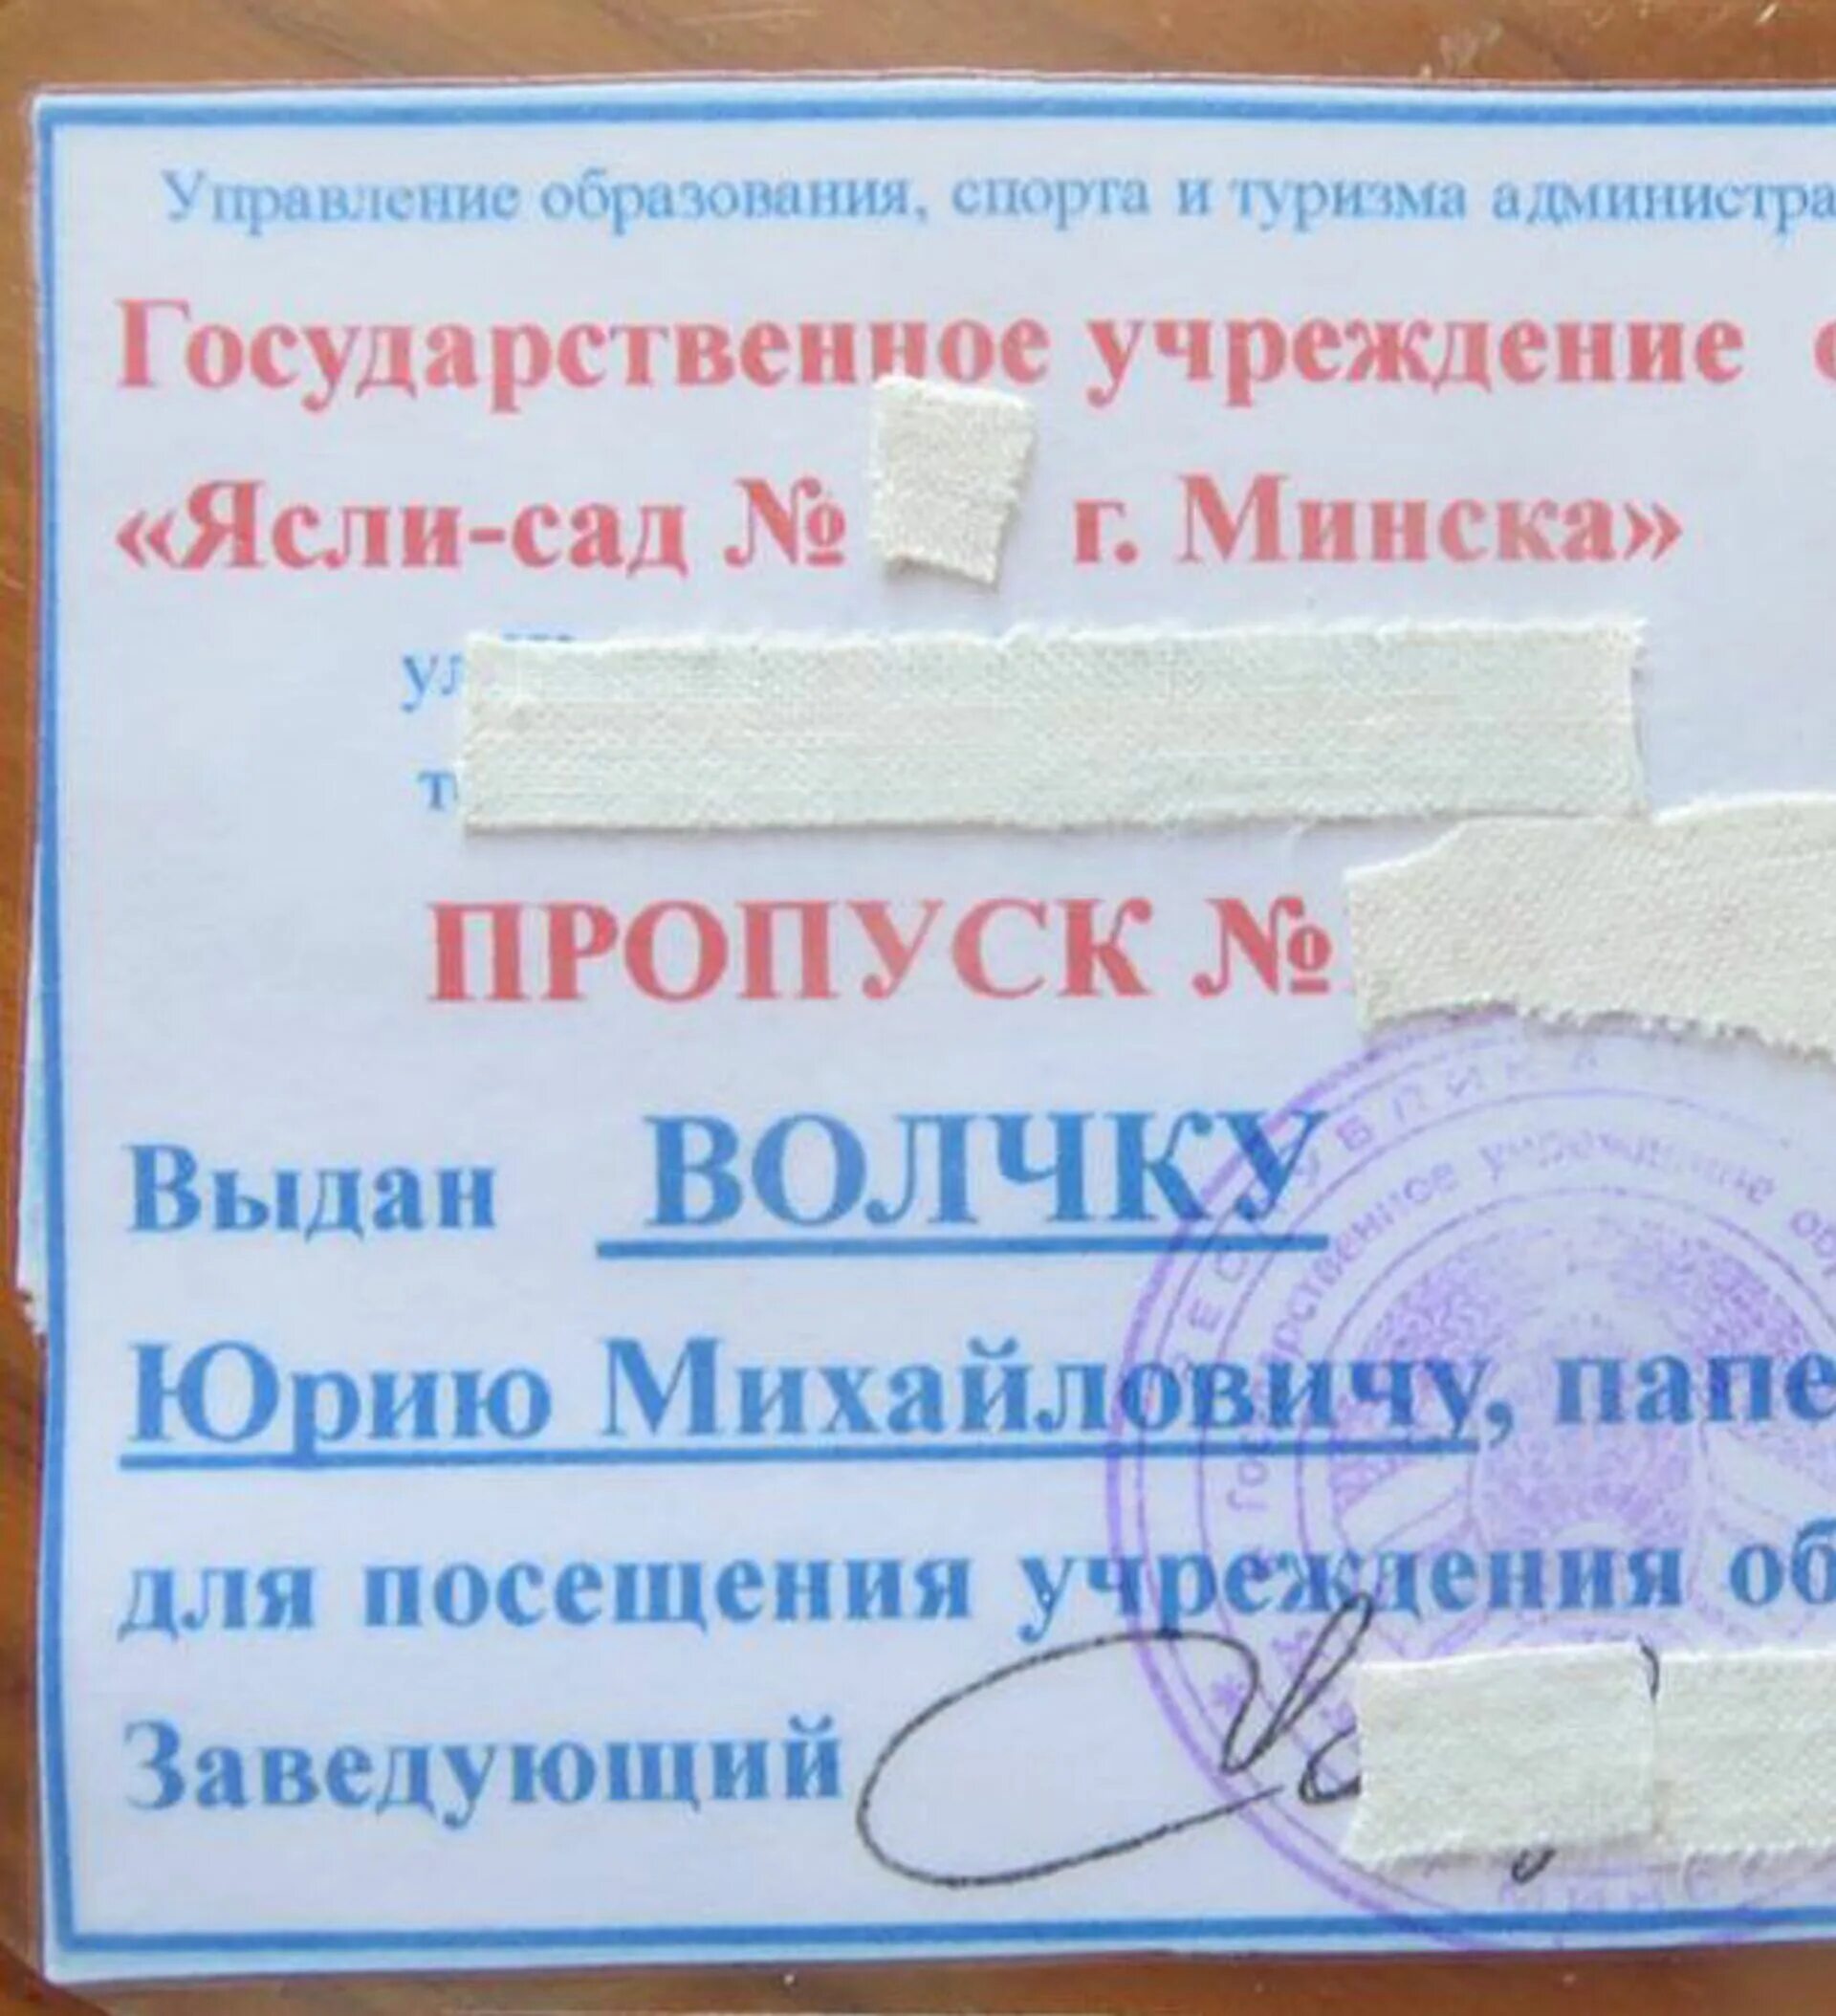 Управление образования, спорта и туризма администра
Государственное учреждение о
«Ясли-сад № г. Минска»
ул
т
ПРОПУСК №
Выдан ВОЛЧКУ
Юрию Михайловичу, папе
для посещения учреждения об
Заведующий